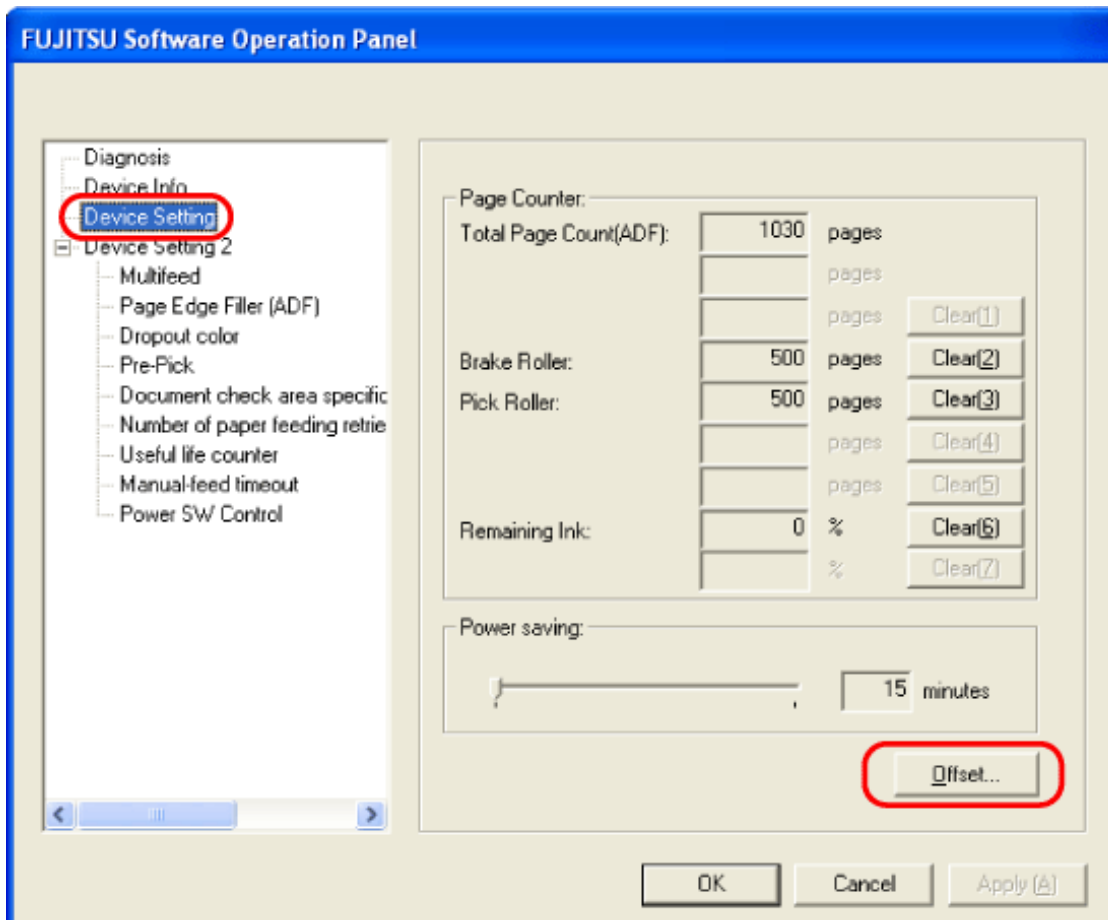 FUJITSU Software Operation Panel
Diagnosis
Device Info
Device Setting
Device Setting 2
Multifeed
Page Edge Filler (ADF)
Dropout color
Pre-Pick
Document check area specific
Number of paper feeding retrie
Useful life counter
Manual-feed timeout
Power SW Control
Page Counter:
Total Page Count(ADF): 1030 pages
pages
pages Clear(1)
Brake Roller: 500 pages Clear(2)
Pick Roller: 500 pages Clear(3)
pages Clear(4)
pages Clear(5)
Remaining Ink: 0 % Clear(6)
% Clear(7)
Power saving:
15 minutes
Offset...
OK Cancel Apply (A)